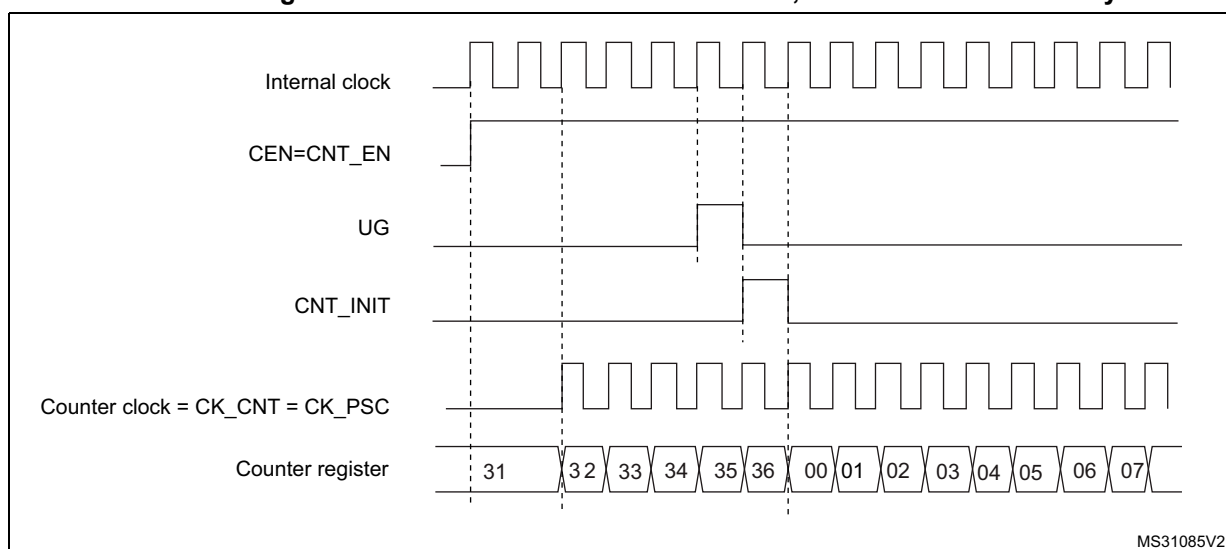 Internal clock
CEN=CNT_EN
UG
CNT_INIT
Counter clock = CK_CNT = CK_PSC
Counter register 31 32 33 34 35 36 00 01 02 03 04 05 06 07
MS31085V2